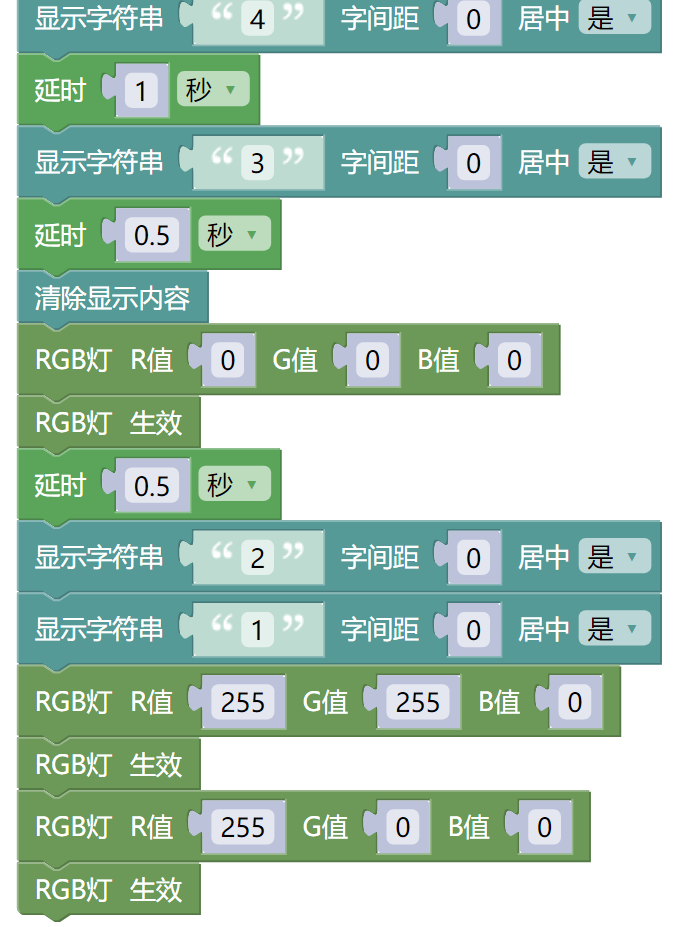 显示字符串 “ 4 ” 字间距 0 居中 是
延时 1 秒
显示字符串 “ 3 ” 字间距 0 居中 是
延时 0.5 秒
清除显示内容
RGB灯 R值 0 G值 0 B值 0
RGB灯 生效
延时 0.5 秒
显示字符串 “ 2 ” 字间距 0 居中 是
显示字符串 “ 1 ” 字间距 0 居中 是
RGB灯 R值 255 G值 255 B值 0
RGB灯 生效
RGB灯 R值 255 G值 0 B值 0
RGB灯 生效